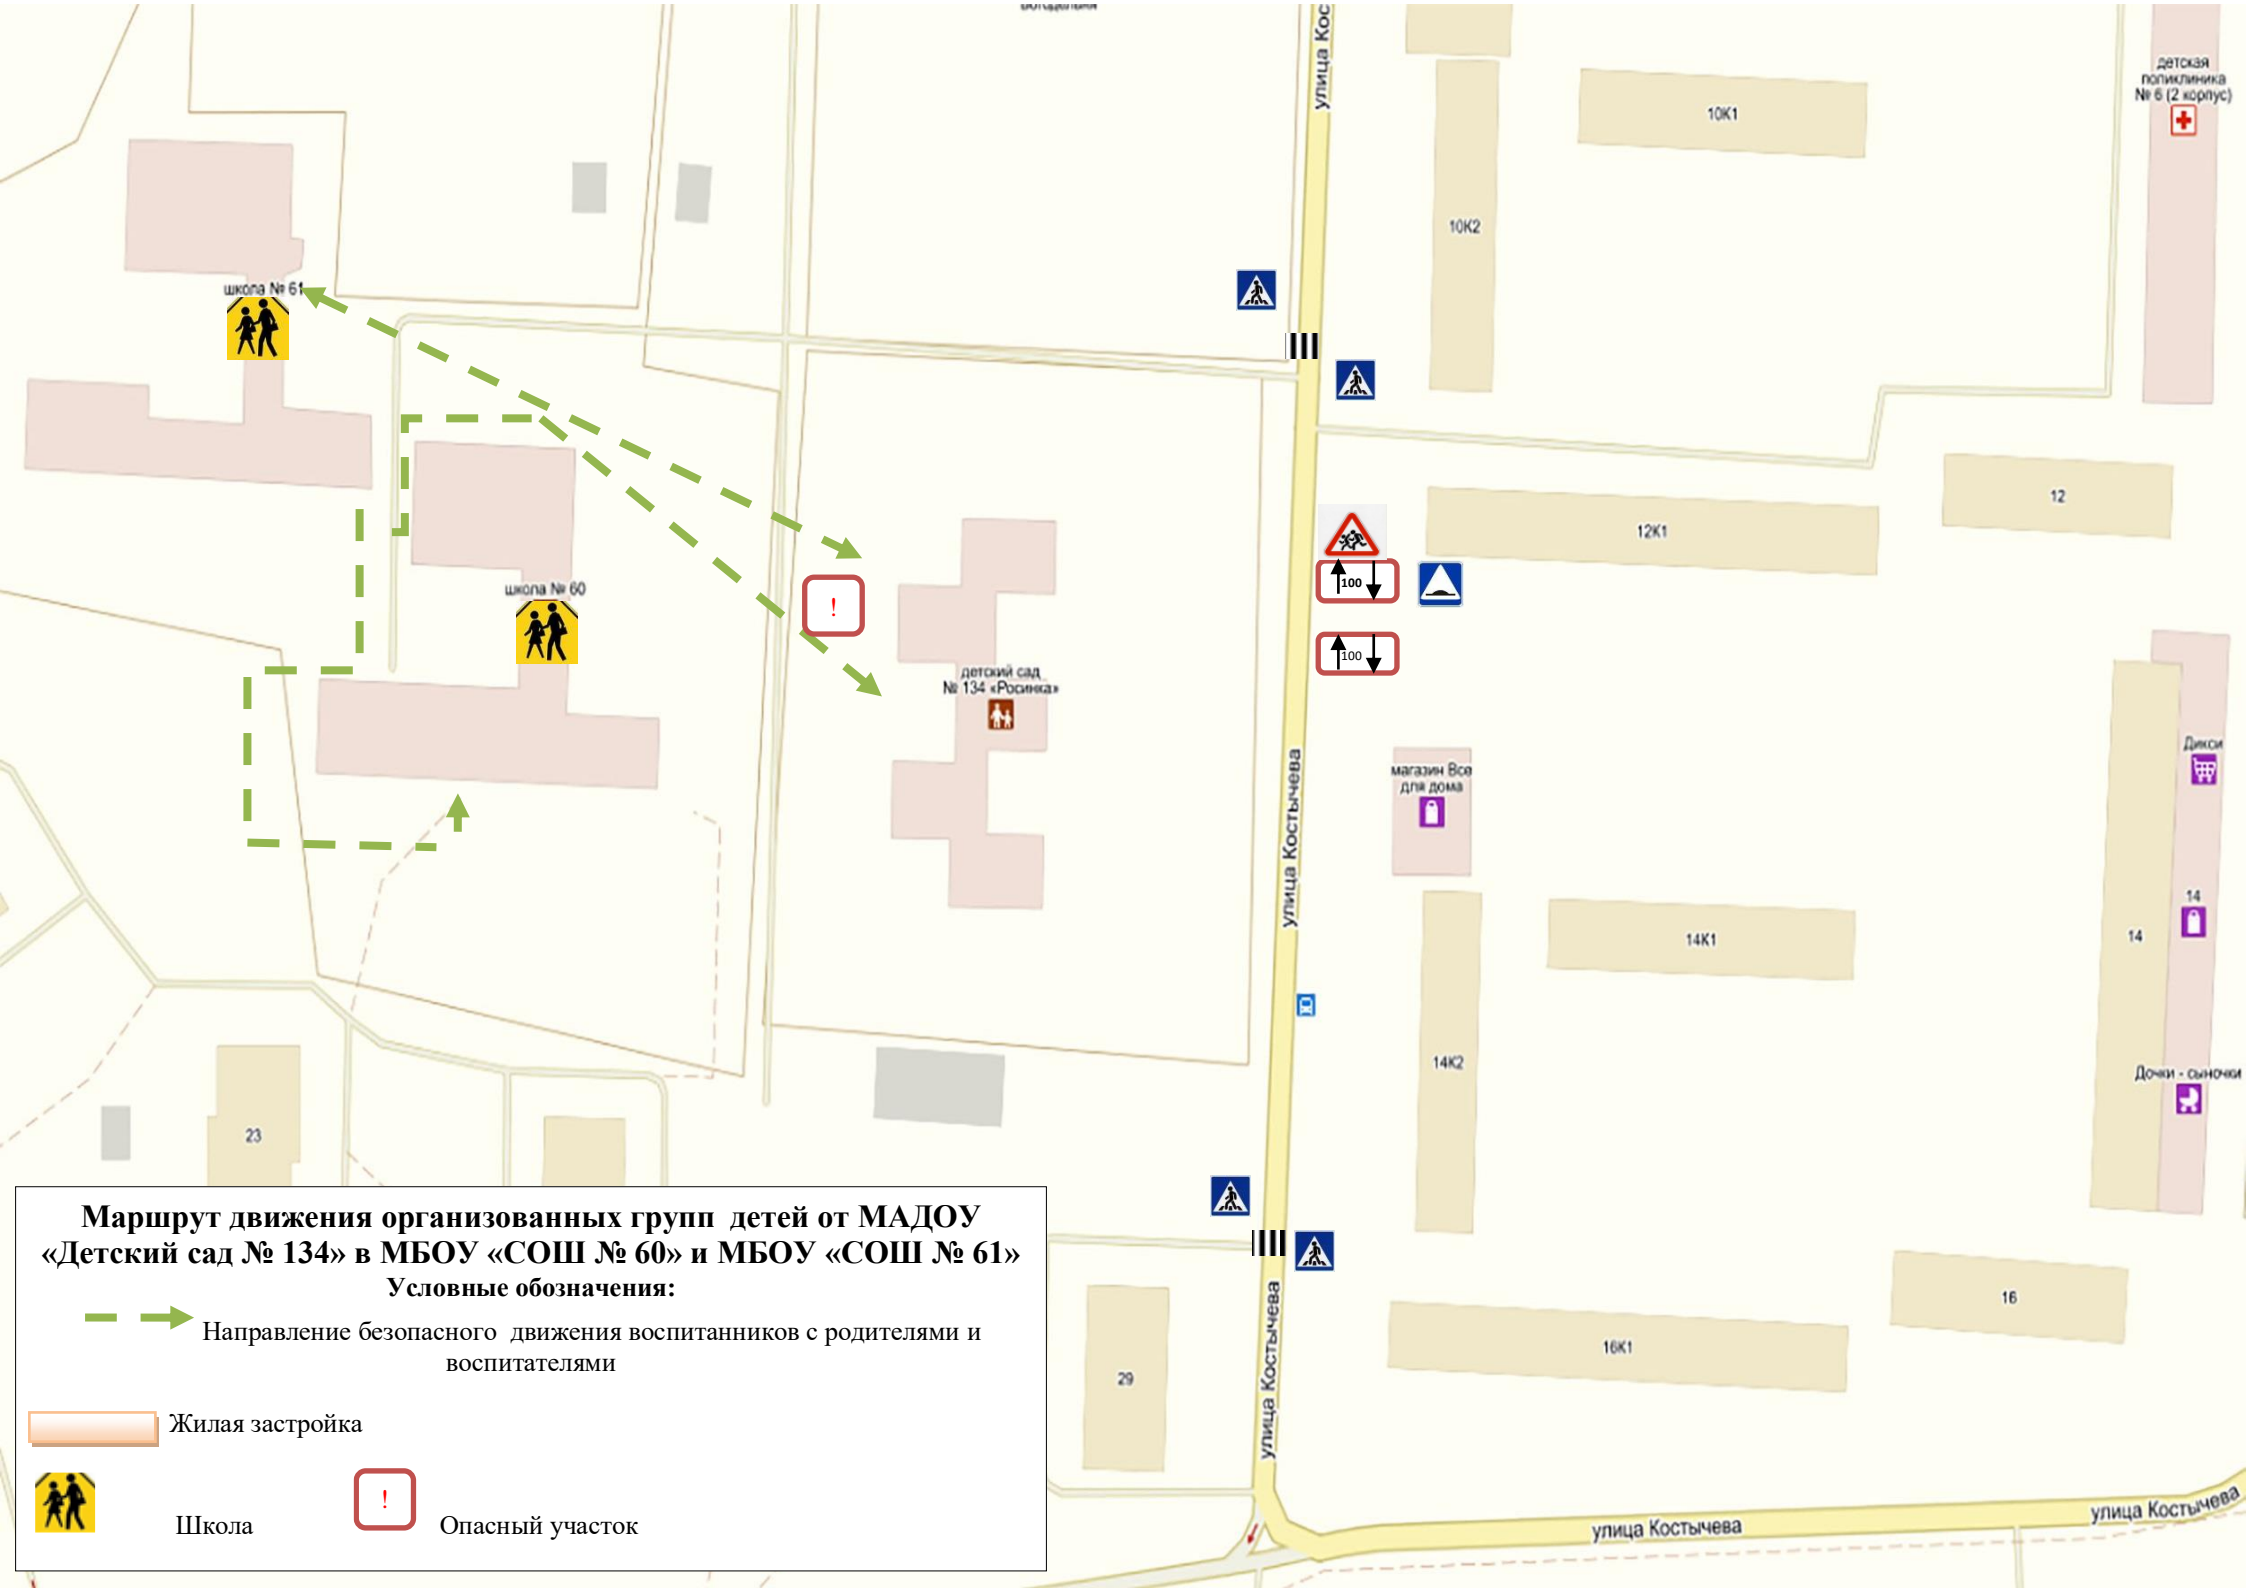 улица Кос
10К1
10К2
детская
поликлиника
№ 6 (2 корпус)
школа № 61
12
12К1
100
100
!
школа № 60
детский сад
№ 134 «Росинка»
магазин Все
для дома
улица Костычева
Дикси
14
14
14К1
14К2
Дочки - сыночки
23
29
16
16К1
улица Костычева
улица Костычева
улица Костычева
Маршрут движения организованных групп детей от МАДОУ
«Детский сад № 134» в МБОУ «СОШ № 60» и МБОУ «СОШ № 61»
Условные обозначения:
Направление безопасного движения воспитанников с родителями и
воспитателями
Жилая застройка
Школа
!
Опасный участок